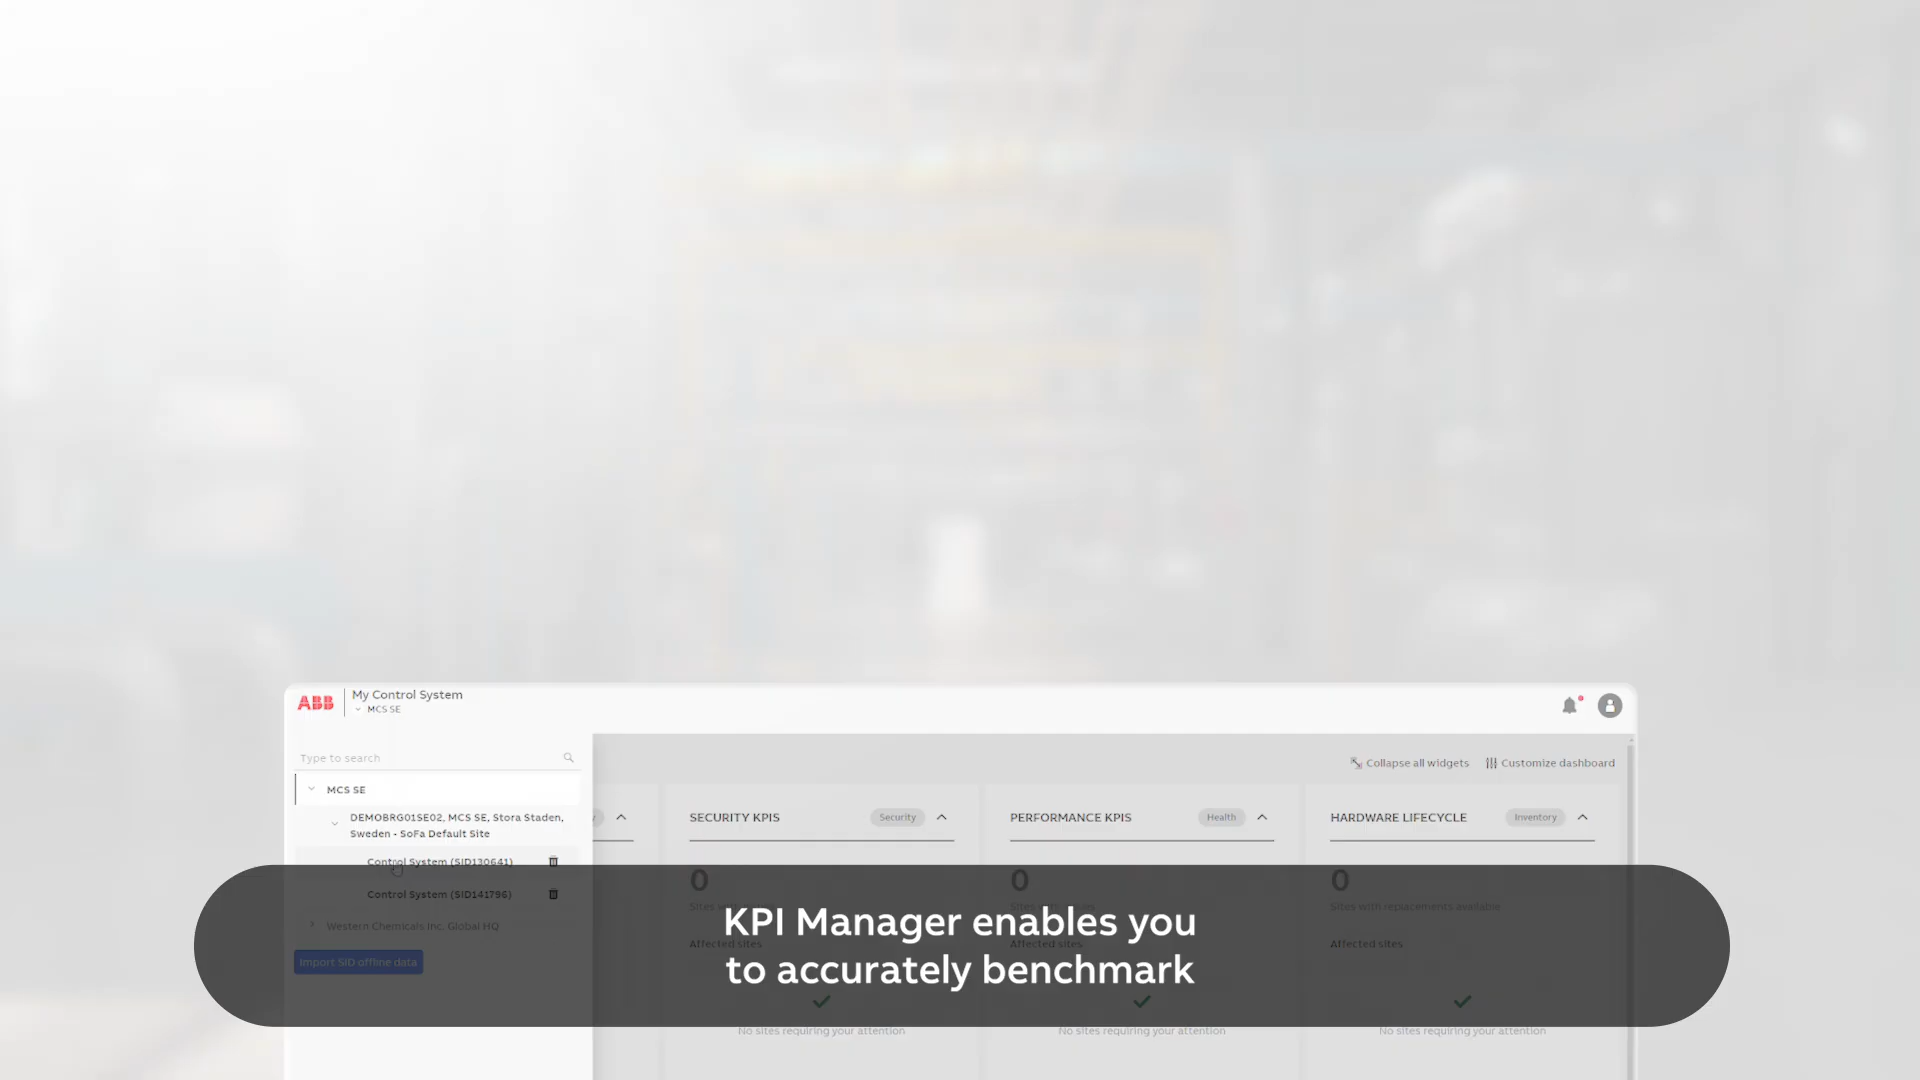 ABB
My Control System
MCS SE
Type to search
MCS SE
DEMOBRG01SE02, MCS SE, Stora Staden,
Sweden - SoFa Default Site
Control System (SID130641)
Control System (SID141796)
Western Chemicals Inc. Global HQ
Import SID offline data
Collapse all widgets
Customize dashboard
SECURITY KPIS
Security
0
Affected sites
No sites requiring your attention
PERFORMANCE KPIS
Health
0
Affected sites
No sites requiring your attention
HARDWARE LIFECYCLE
Inventory
0
Sites with replacements available
Affected sites
No sites requiring your attention
KPI Manager enables you
to accurately benchmark